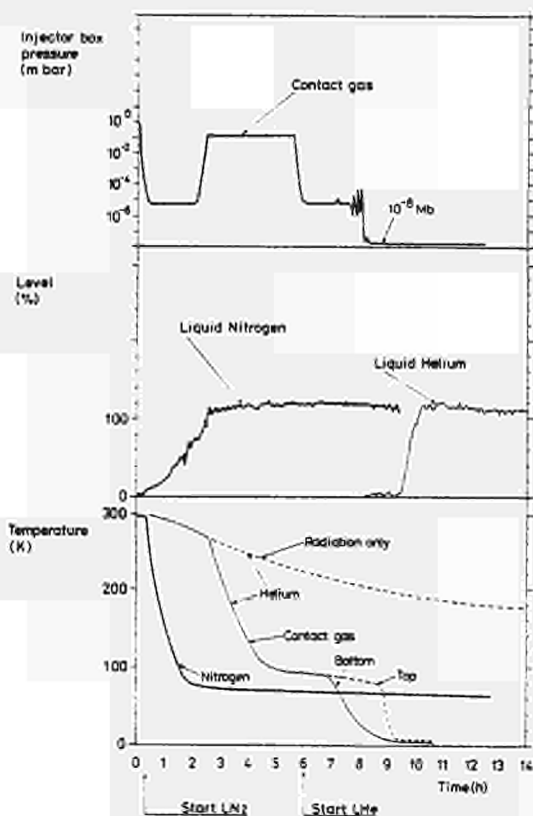 Injector box
pressure
(m bar)
Contact gas
10⁰
10⁻²
10⁻⁴
10⁻⁶
10⁻⁸ Mb
Level
(%)
Liquid Nitrogen
Liquid Helium
100
0
Temperature
(K)
300
200
100
0
Radiation only
Helium
Contact gas
Bottom
Top
Nitrogen
0 1 2 3 4 5 6 7 8 9 10 11 12 13 14
Time(h)
Start LN2
Start LHe